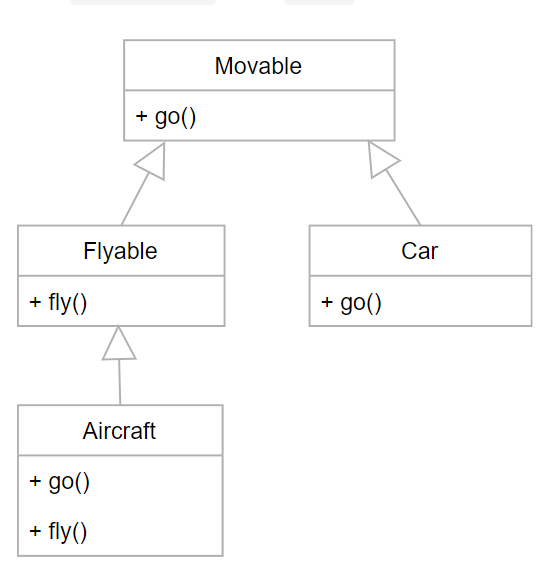 Movable
+ go()
Flyable
+ fly()
Car
+ go()
Aircraft
+ go()
+ fly()